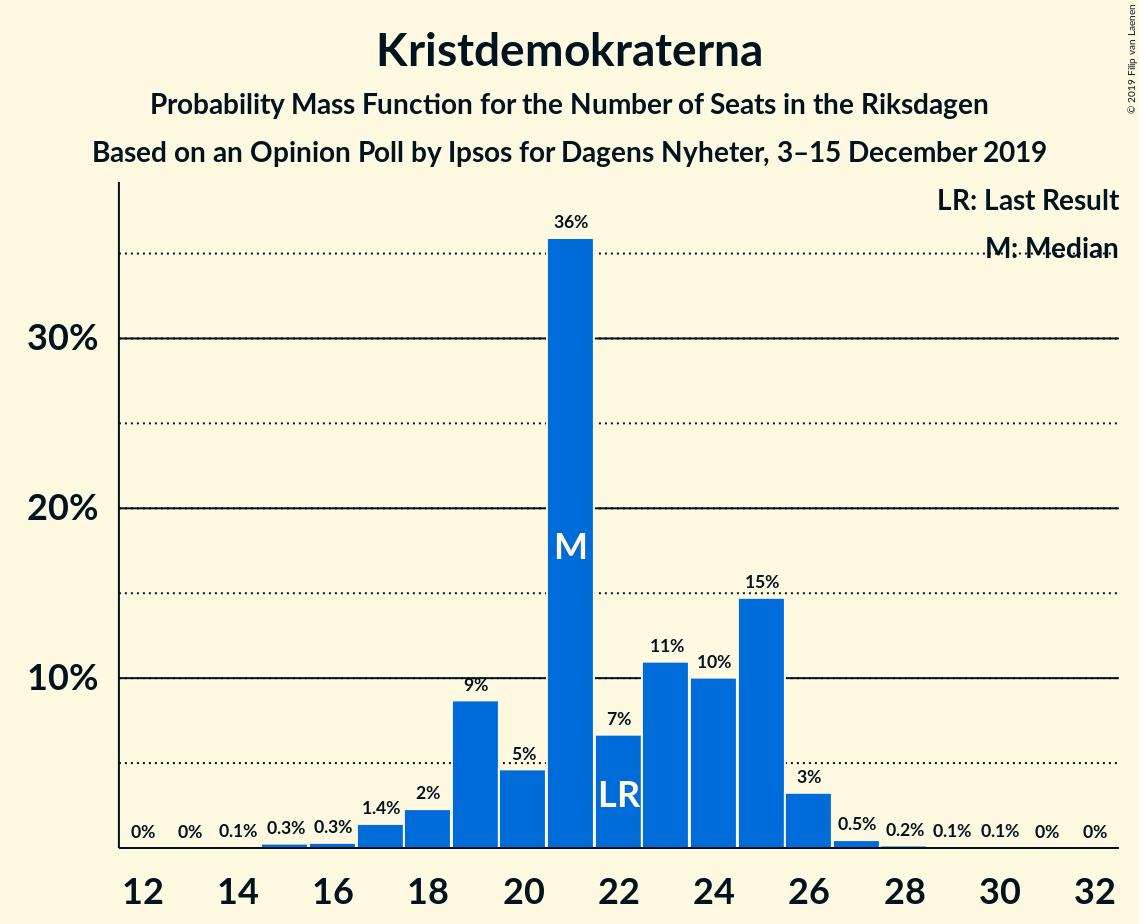 Kristdemokraterna
Probability Mass Function for the Number of Seats in the Riksdagen
Based on an Opinion Poll by Ipsos for Dagens Nyheter, 3–15 December 2019
© 2019 Filip van Laenen
LR: Last Result
M: Median
36%
30%
20%
M
15%
11%
10%
10%
9%
7%
5%
LR
3%
2%
1.4%
0% 0% 0.1% 0.3% 0.3% 0.5% 0.2% 0.1% 0.1% 0% 0%
12 14 16 18 20 22 24 26 28 30 32